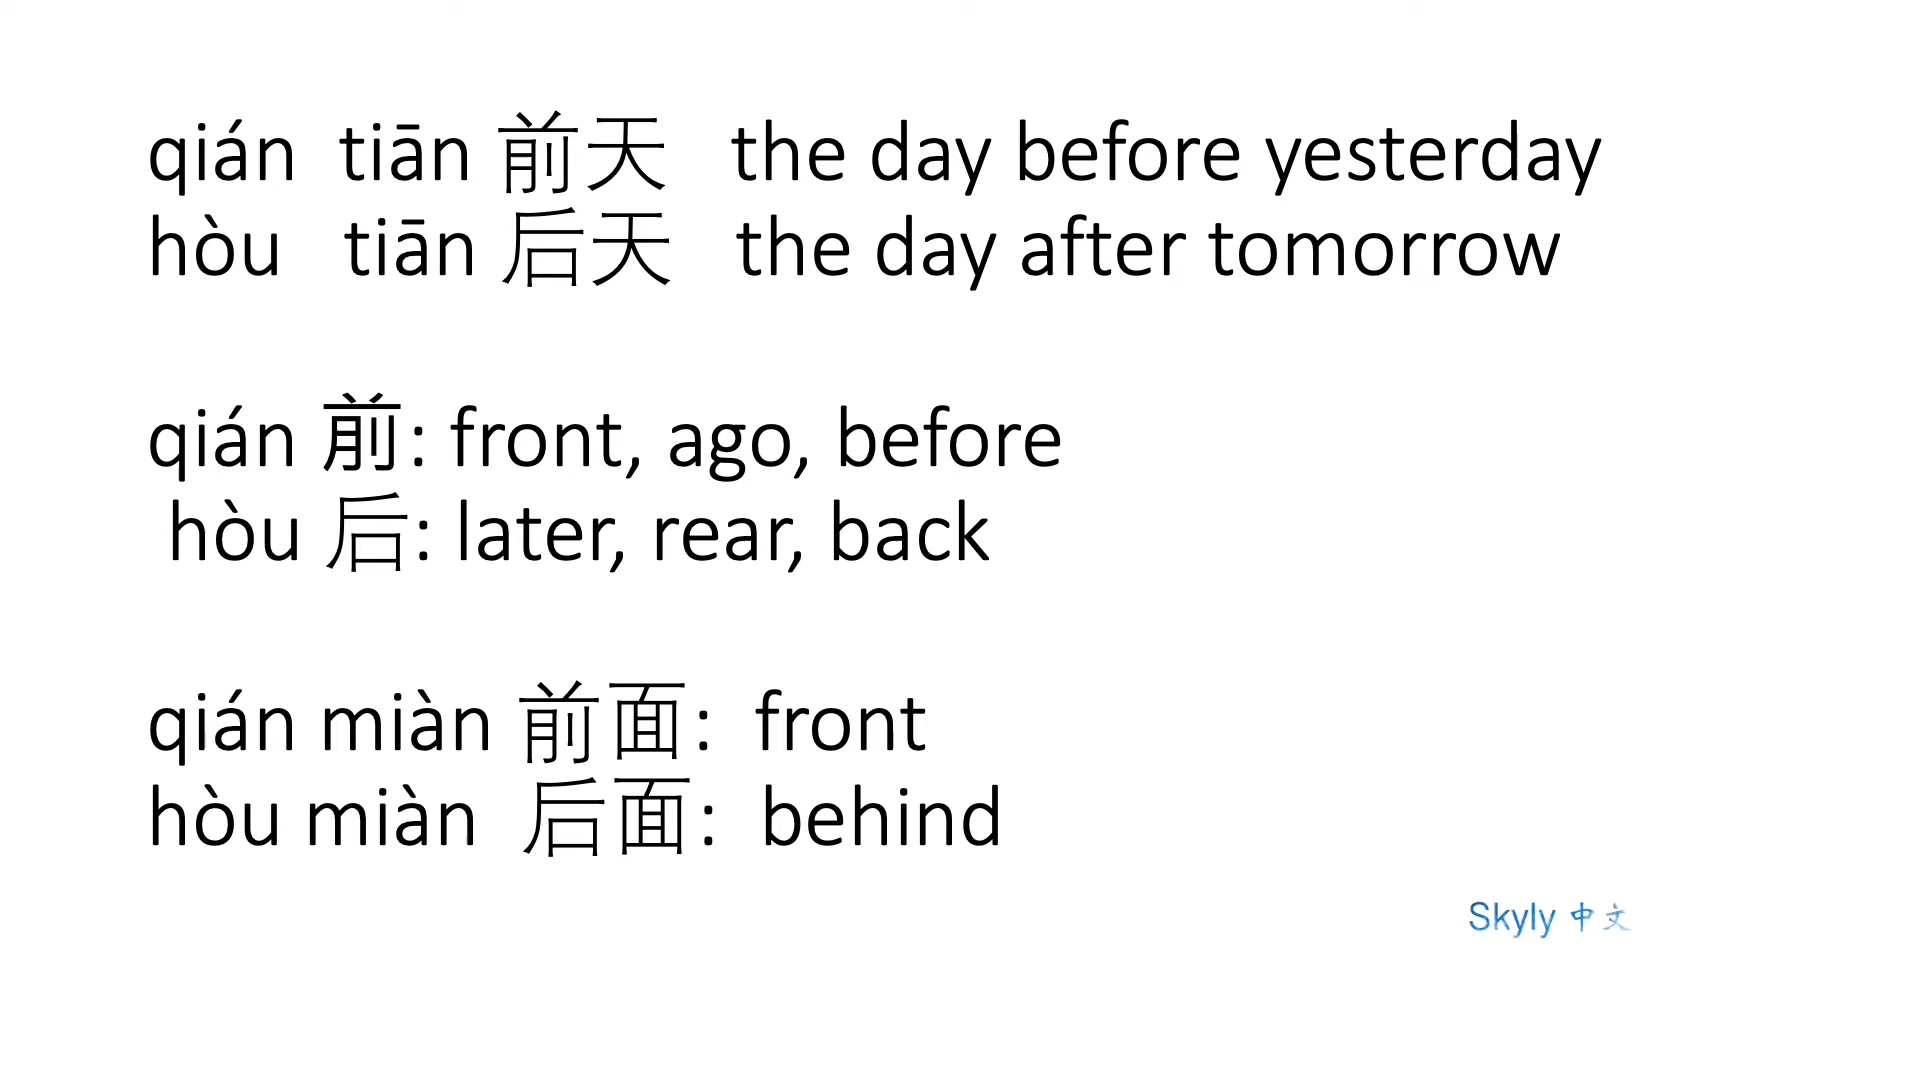 qián tiān 前天 the day before yesterday
hòu tiān 后天 the day after tomorrow
qián 前: front, ago, before
hòu 后: later, rear, back
qián miàn 前面: front
hòu miàn 后面: behind
Skyly 中文